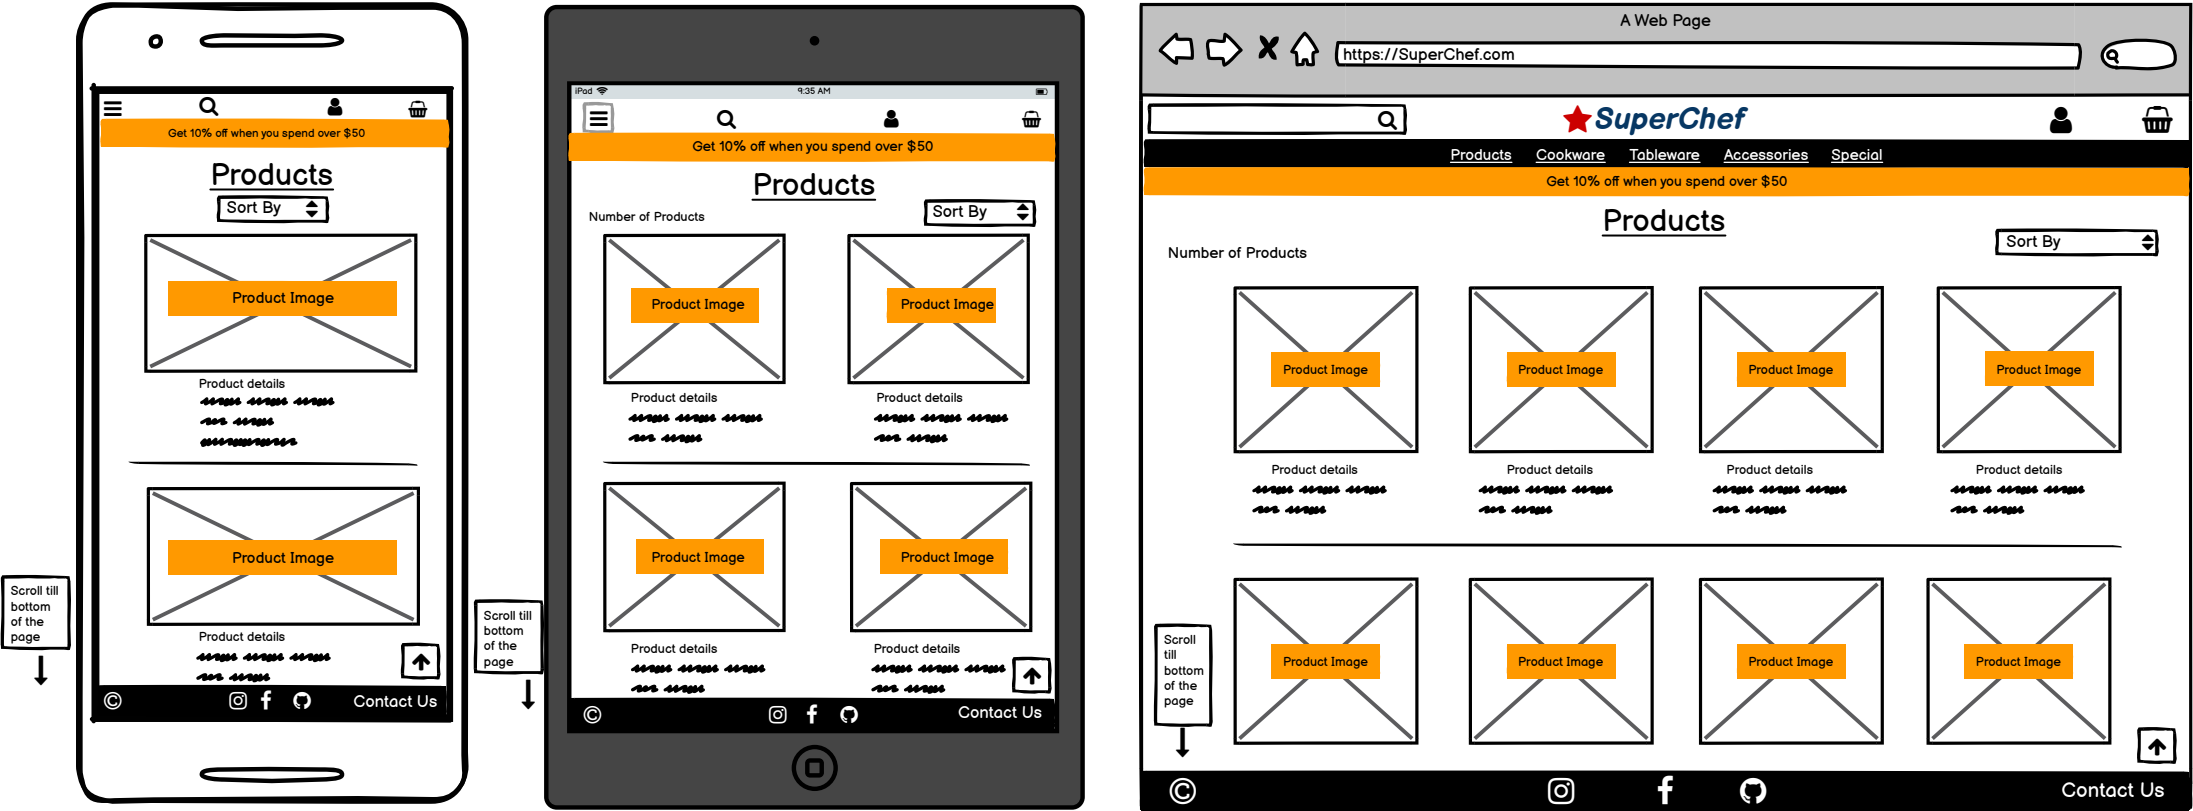 Get 10% off when you spend over $50
Products
Sort By
Product Image
Product details
Product Image
Product details
Scroll till
bottom
of the
page
©
Contact Us
iPad
9:35 AM
Get 10% off when you spend over $50
Products
Number of Products
Sort By
Product Image
Product Image
Product details
Product details
Product Image
Product Image
Product details
Product details
Scroll till
bottom
of the
page
©
Contact Us
A Web Page
https://SuperChef.com
SuperChef
Products Cookware Tableware Accessories Special
Get 10% off when you spend over $50
Products
Number of Products
Sort By
Product Image Product Image Product Image Product Image
Product details Product details Product details Product details
Product Image Product Image Product Image Product Image
Scroll
till
bottom
of the
page
©
Contact Us